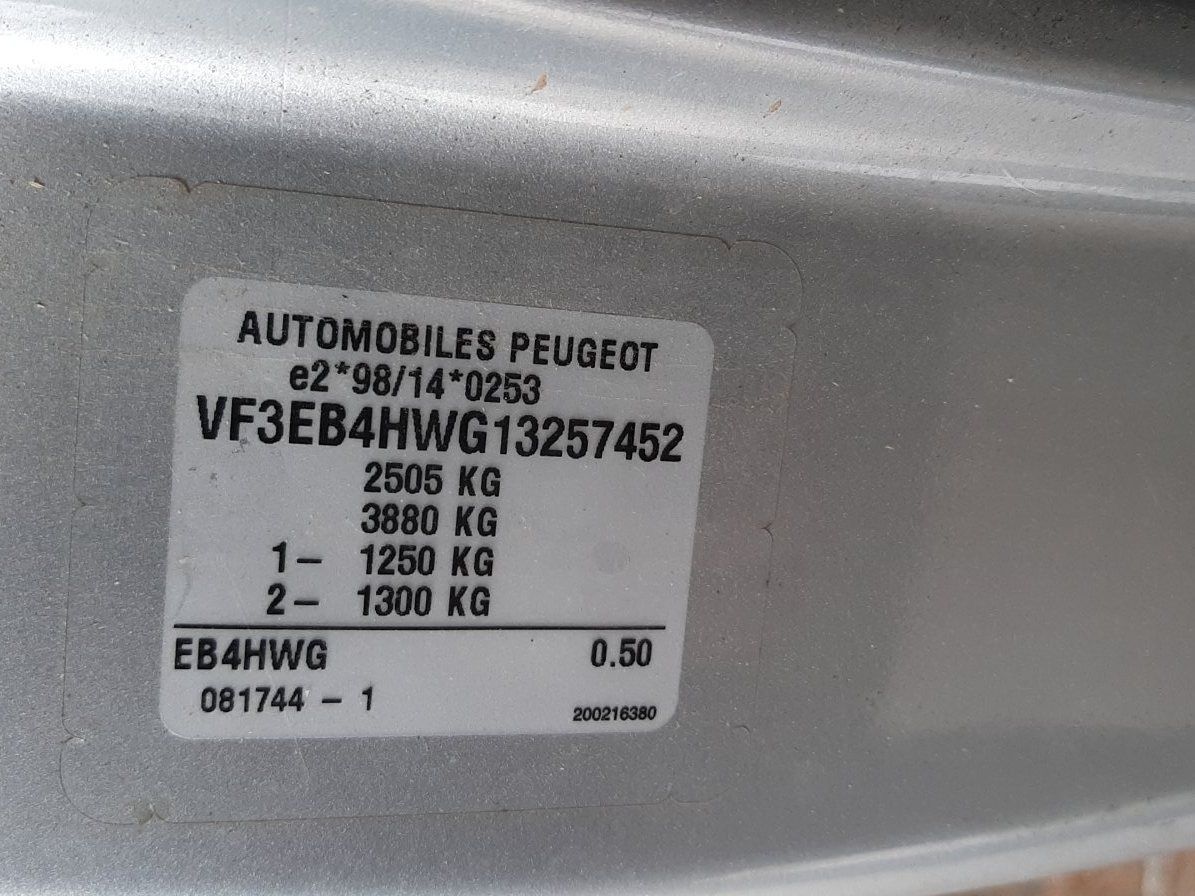 AUTOMOBILES PEUGEOT
e2*98/14*0253
VF3EB4HWG13257452
2505 KG
3880 KG
1– 1250 KG
2– 1300 KG
EB4HWG 0.50
081744 – 1 200216380